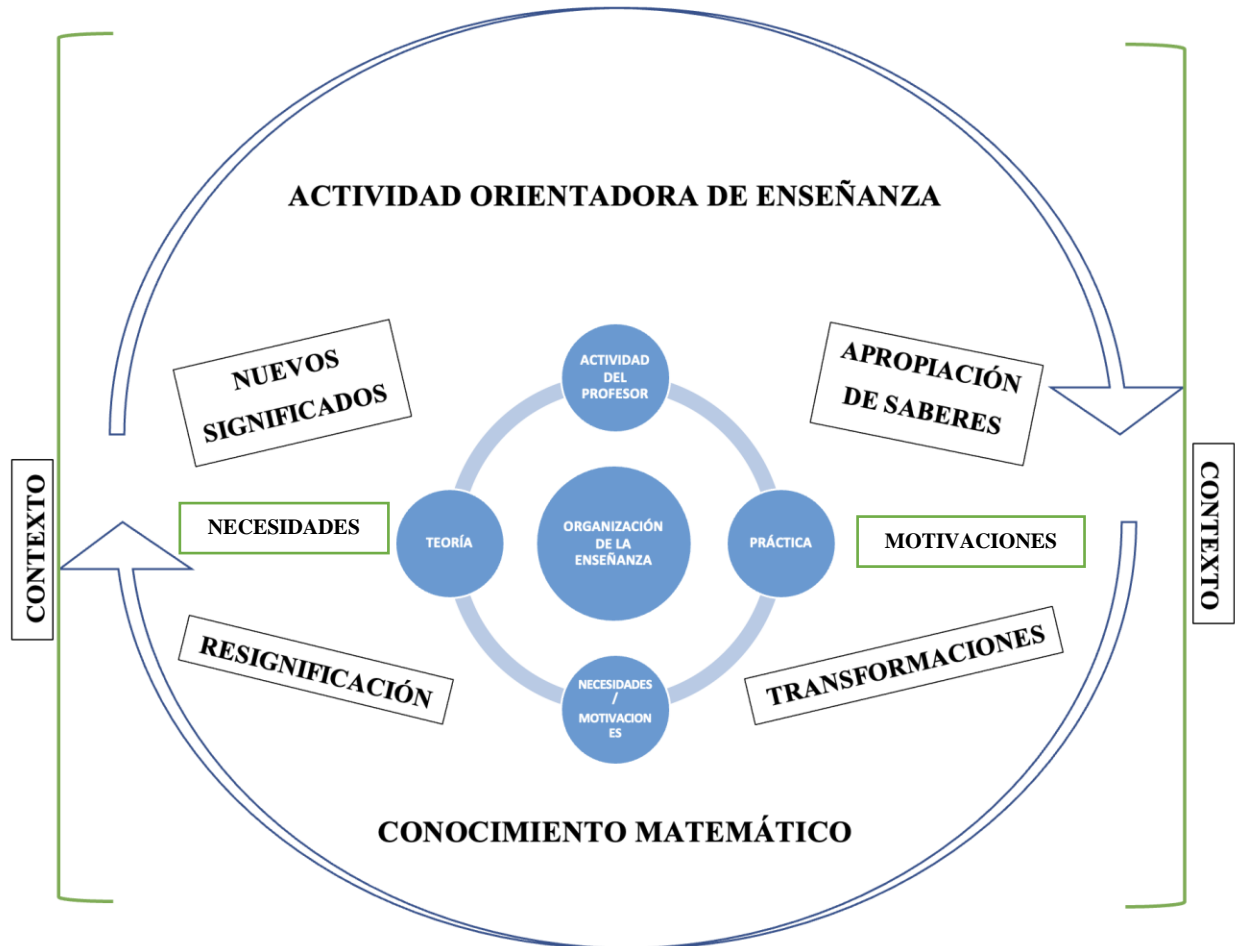 ACTIVIDAD ORIENTADORA DE ENSEÑANZA
NUEVOS
SIGNIFICADOS
ACTIVIDAD
DEL
PROFESOR
APROPIACIÓN
DE SABERES
CONTEXTO
NECESIDADES
TEORÍA
ORGANIZACIÓN
DE LA
ENSEÑANZA
PRÁCTICA
MOTIVACIONES
CONTEXTO
RESIGNIFICACIÓN
NECESIDADES
/
MOTIVACION
ES
TRANSFORMACIONES
CONOCIMIENTO MATEMÁTICO